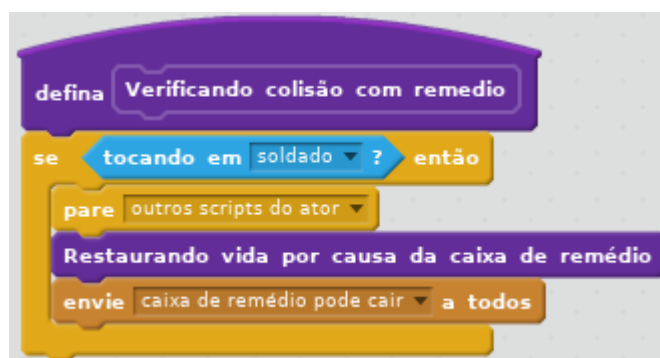 defina Verificando colisão com remedio
se tocando em soldado ? então
pare outros scripts do ator
Restaurando vida por causa da caixa de remédio
envie caixa de remédio pode cair a todos